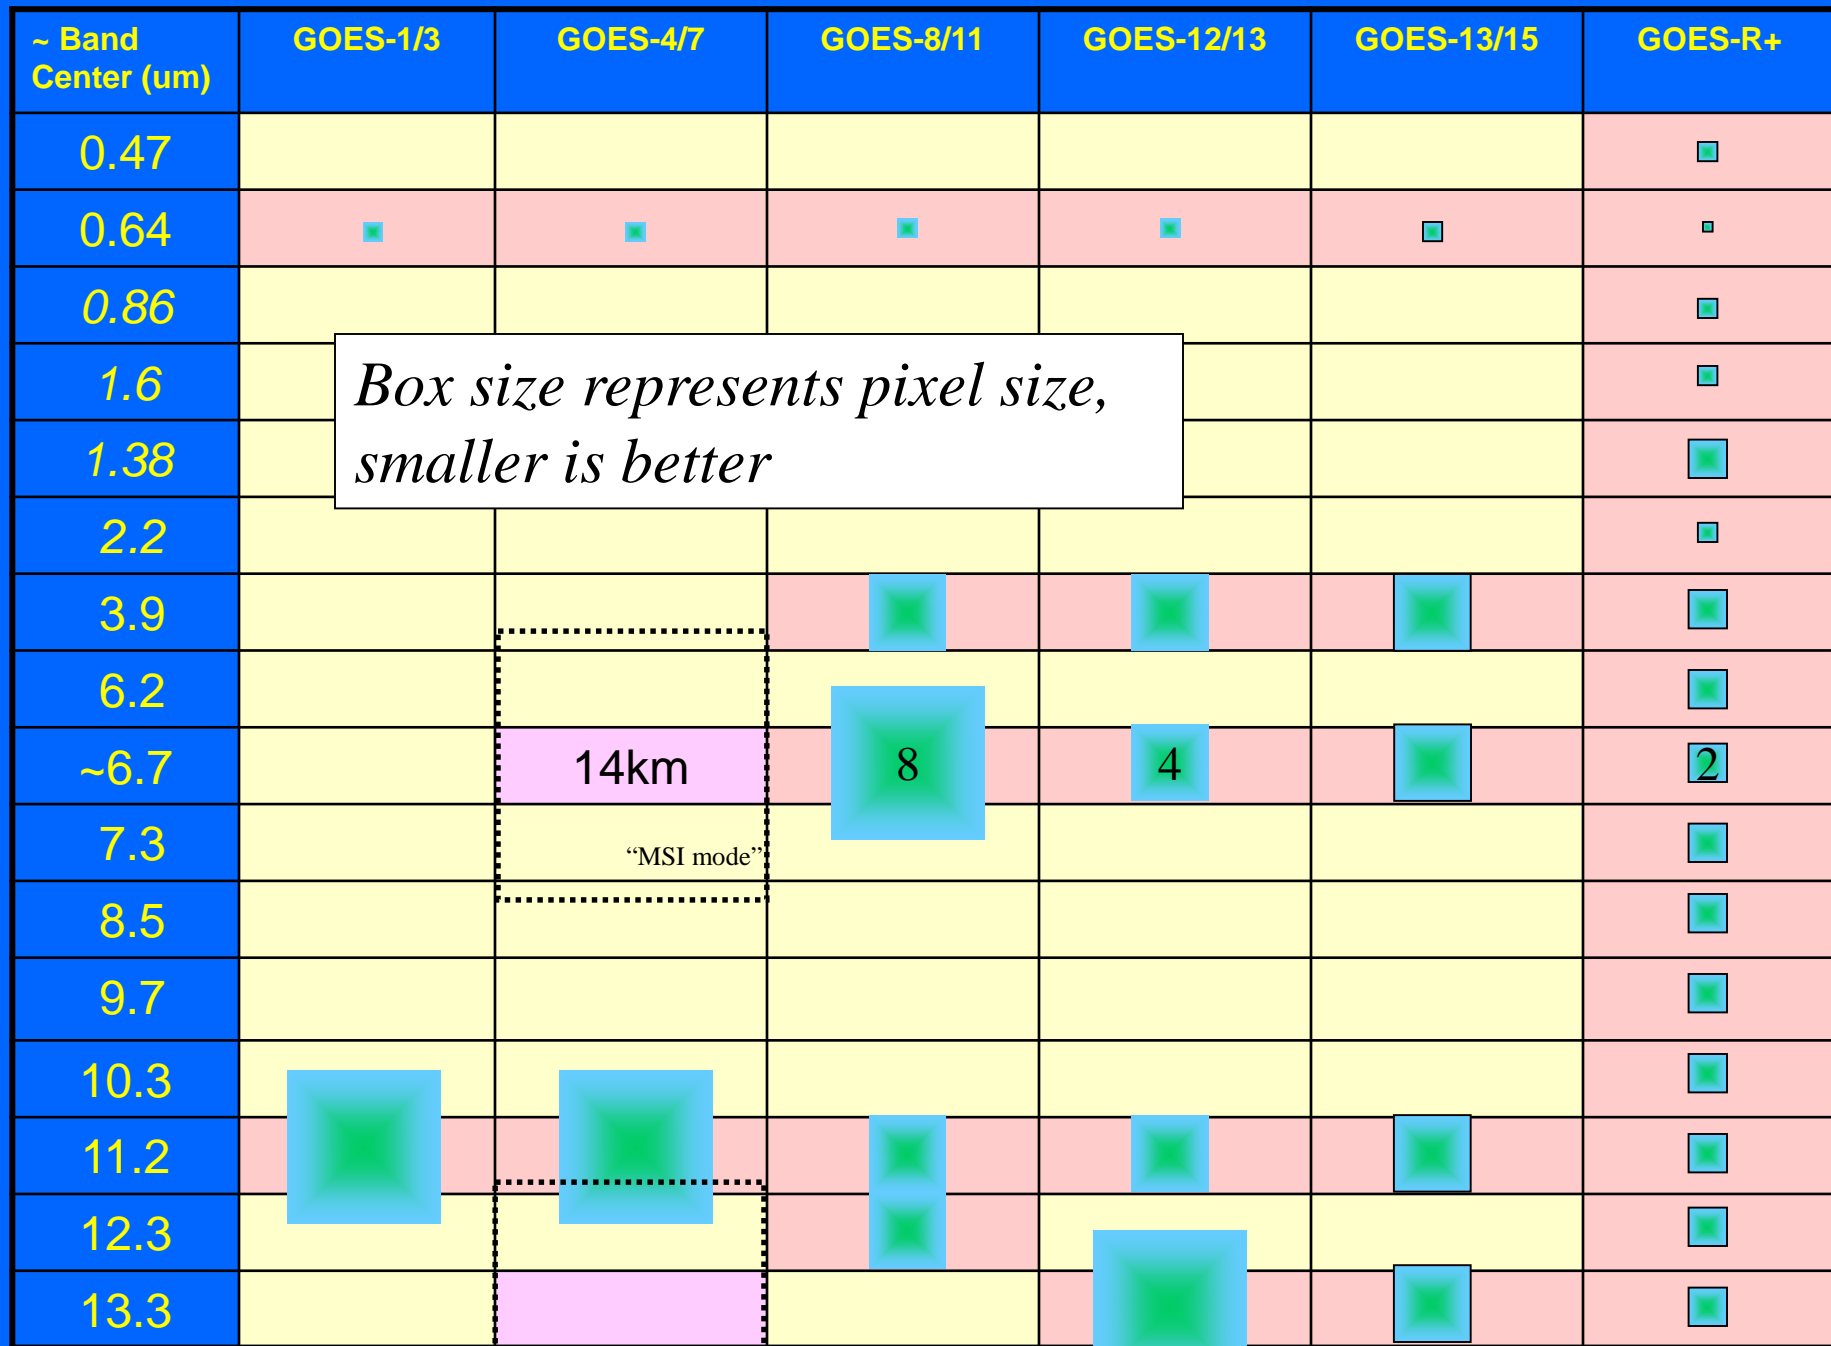 ~ Band
Center (um)
GOES-1/3
GOES-4/7
GOES-8/11
GOES-12/13
GOES-13/15
GOES-R+
0.47
0.64
0.86
Box size represents pixel size,
smaller is better
1.6
1.38
2.2
3.9
6.2
~6.7
14km
8
4
2
7.3
“MSI mode”
8.5
9.7
10.3
11.2
12.3
13.3